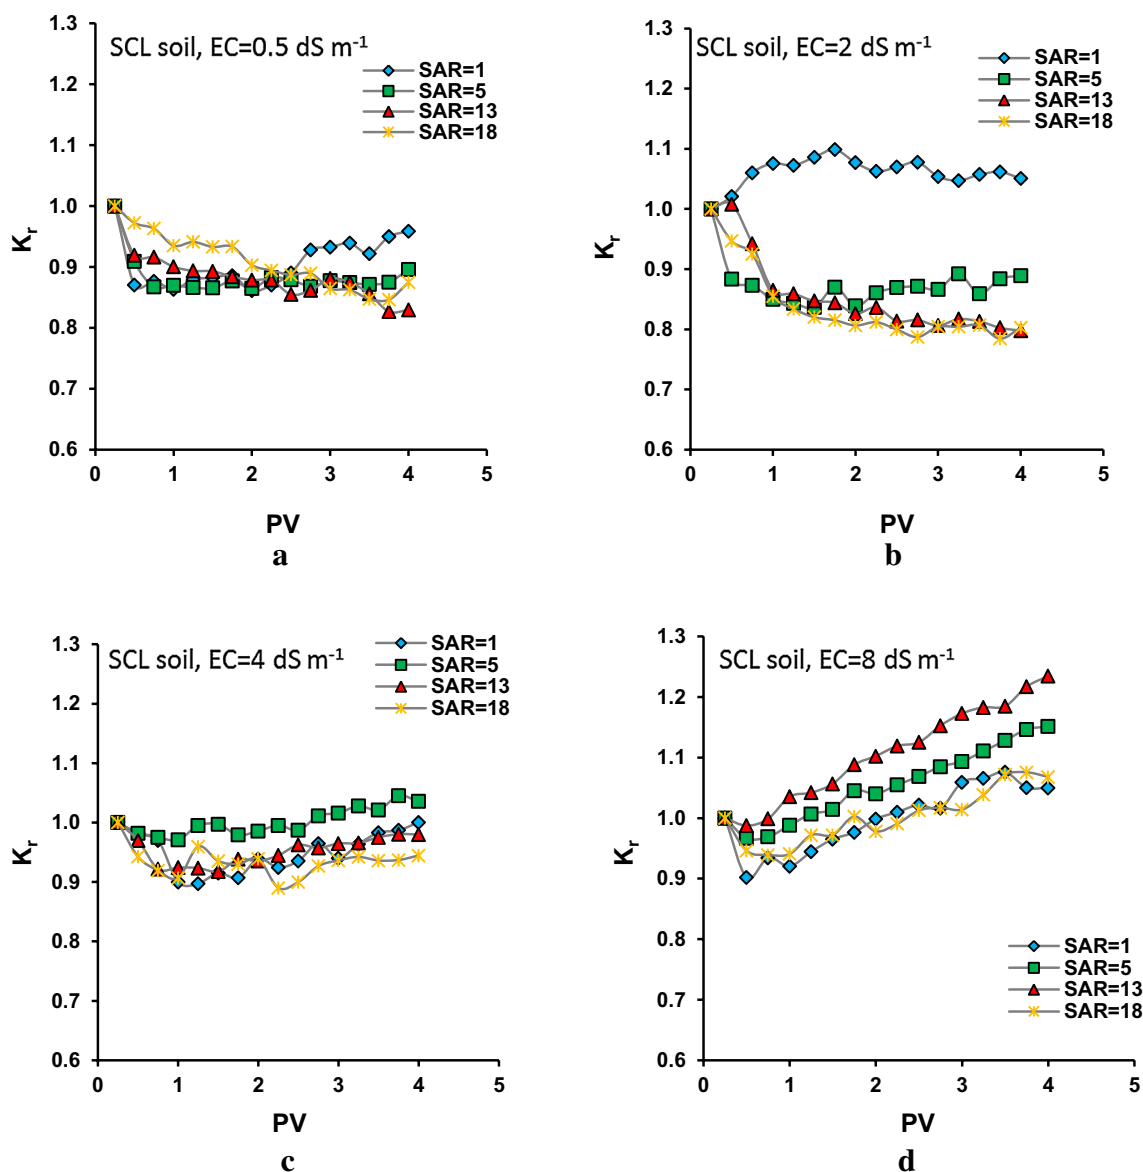 SCL soil, EC=0.5 dS m-1
SAR=1
SAR=5
SAR=13
SAR=18
1.3
1.2
1.1
1.0
0.9
0.8
0.7
0.6
Kr
0 1 2 3 4 5
PV
a
SCL soil, EC=2 dS m-1
SAR=1
SAR=5
SAR=13
SAR=18
1.3
1.2
1.1
1.0
0.9
0.8
0.7
0.6
Kr
0 1 2 3 4 5
PV
b
SCL soil, EC=4 dS m-1
SAR=1
SAR=5
SAR=13
SAR=18
1.3
1.2
1.1
1.0
0.9
0.8
0.7
0.6
Kr
0 1 2 3 4 5
PV
c
SCL soil, EC=8 dS m-1
1.3
1.2
1.1
1.0
0.9
0.8
0.7
0.6
Kr
SAR=1
SAR=5
SAR=13
SAR=18
0 1 2 3 4 5
PV
d